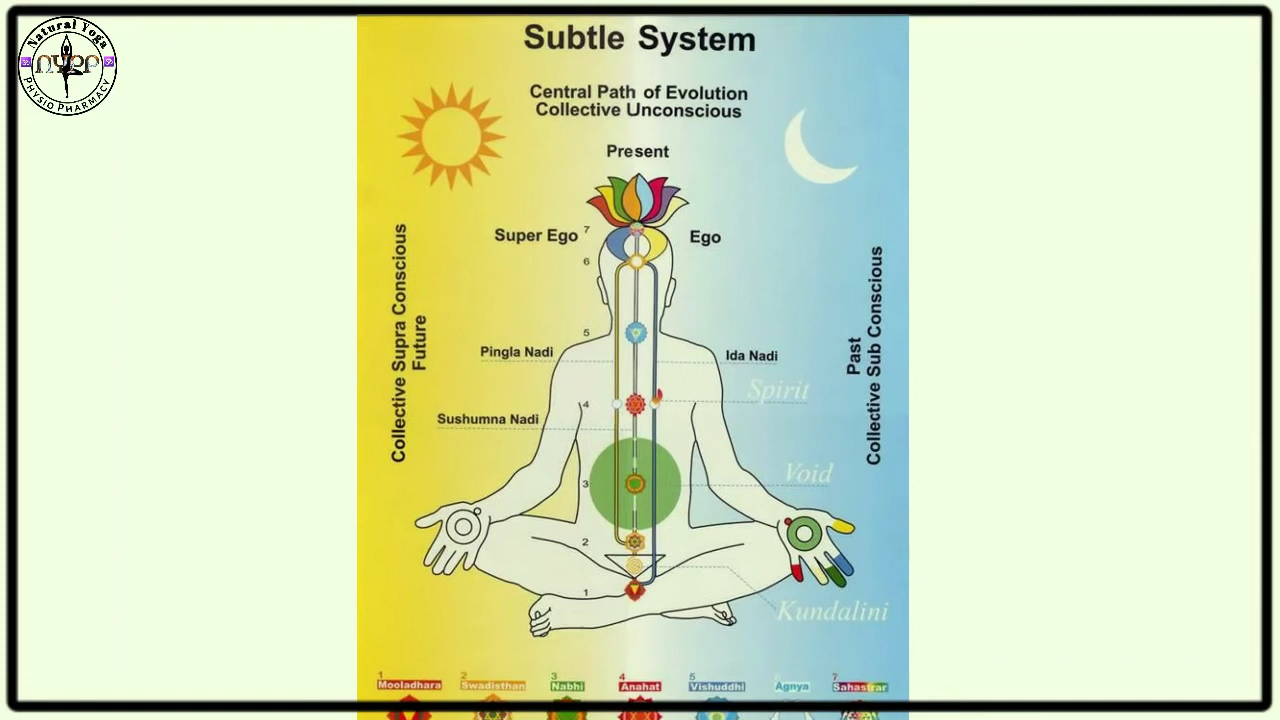 Natural Yoga
NYPP
ॐ
ॐ
PHYSIO PHARMACY
Subtle System
Central Path of Evolution
Collective Unconscious
Present
Super Ego
7
Ego
6
5
Collective Supra Conscious
Future
Past
Collective Sub Conscious
Pingla Nadi
Ida Nadi
Spirit
4
Sushumna Nadi
Void
3
2
1
Kundalini
1
Mooladhara
2
Swadisthan
3
Nabhi
4
Anahat
5
Vishuddhi
Agnya
7
Sahastrar